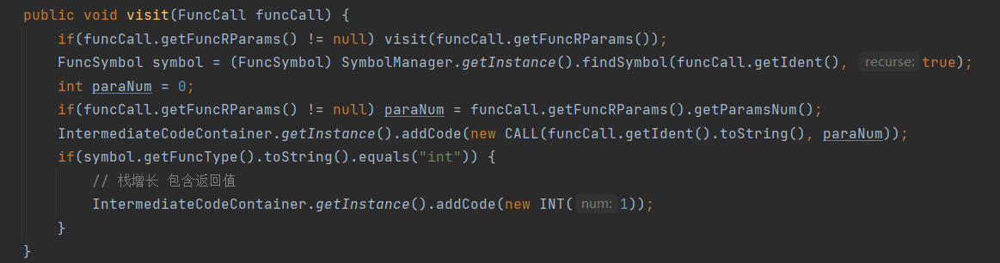 public void visit(FuncCall funcCall) {
    if(funcCall.getFuncRParams() != null) visit(funcCall.getFuncRParams());
    FuncSymbol symbol = (FuncSymbol) SymbolManager.getInstance().findSymbol(funcCall.getIdent(), recurse: true);
    int paraNum = 0;
    if(funcCall.getFuncRParams() != null) paraNum = funcCall.getFuncRParams().getParamsNum();
    IntermediateCodeContainer.getInstance().addCode(new CALL(funcCall.getIdent().toString(), paraNum));
    if(symbol.getFuncType().toString().equals("int")) {
        // 栈增长 包含返回值
        IntermediateCodeContainer.getInstance().addCode(new INT( num: 1));
    }
}